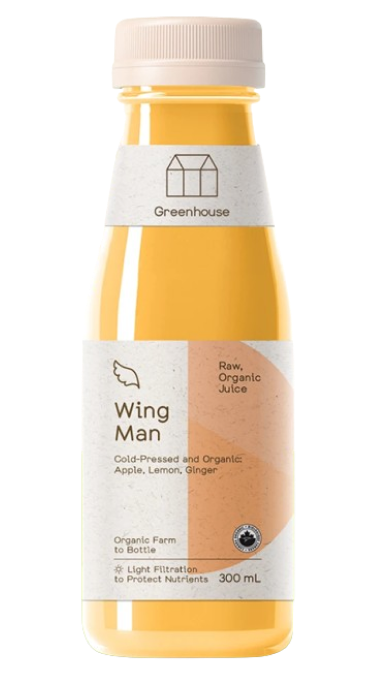 Greenhouse
Raw,
Organic
Juice
Wing
Man
Cold-Pressed and Organic:
Apple, Lemon, Ginger
Organic Farm
to Bottle
Light Filtration
to Protect Nutrients
300 mL